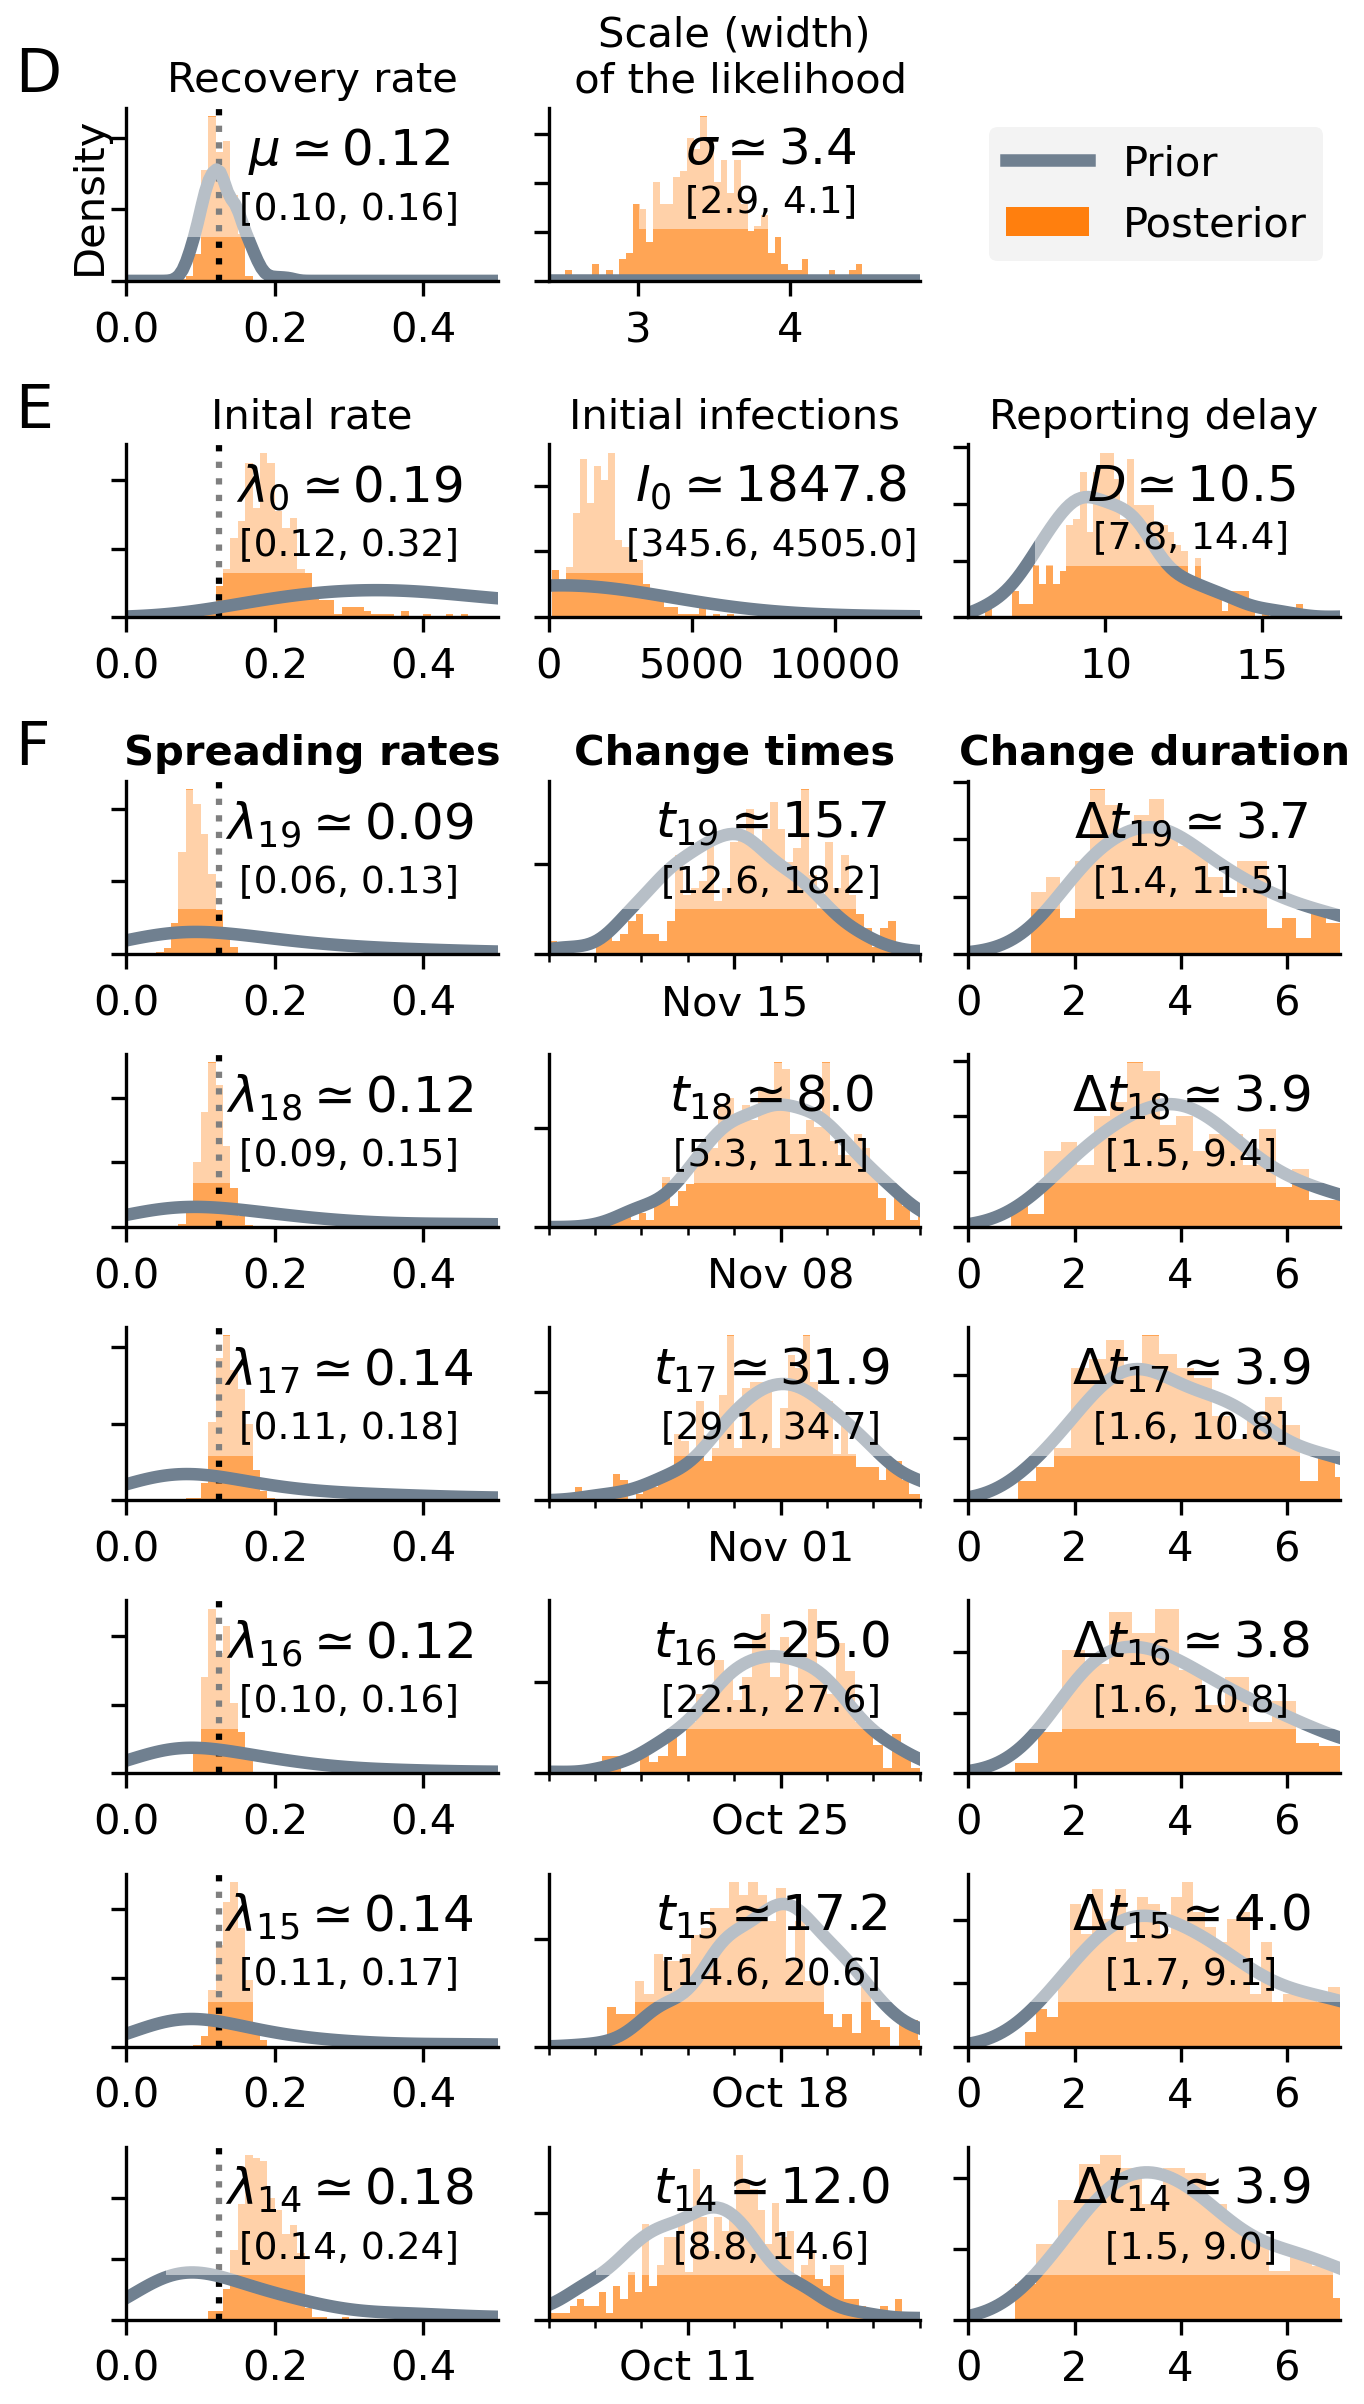 D
Recovery rate
Scale (width)
of the likelihood
Density
μ ≃ 0.12
[0.10, 0.16]
0.0 0.2 0.4
σ ≃ 3.4
[2.9, 4.1]
3 4
Prior
Posterior
E
Inital rate
Initial infections
Reporting delay
λ0 ≃ 0.19
[0.12, 0.32]
0.0 0.2 0.4
I0 ≃ 1847.8
[345.6, 4505.0]
0 5000 10000
D ≃ 10.5
[7.8, 14.4]
10 15
F
Spreading rates
Change times
Change duration
λ19 ≃ 0.09
[0.06, 0.13]
0.0 0.2 0.4
t19 ≃ 15.7
[12.6, 18.2]
Nov 15
Δt19 ≃ 3.7
[1.4, 11.5]
0 2 4 6
λ18 ≃ 0.12
[0.09, 0.15]
0.0 0.2 0.4
t18 ≃ 8.0
[5.3, 11.1]
Nov 08
Δt18 ≃ 3.9
[1.5, 9.4]
0 2 4 6
λ17 ≃ 0.14
[0.11, 0.18]
0.0 0.2 0.4
t17 ≃ 31.9
[29.1, 34.7]
Nov 01
Δt17 ≃ 3.9
[1.6, 10.8]
0 2 4 6
λ16 ≃ 0.12
[0.10, 0.16]
0.0 0.2 0.4
t16 ≃ 25.0
[22.1, 27.6]
Oct 25
Δt16 ≃ 3.8
[1.6, 10.8]
0 2 4 6
λ15 ≃ 0.14
[0.11, 0.17]
0.0 0.2 0.4
t15 ≃ 17.2
[14.6, 20.6]
Oct 18
Δt15 ≃ 4.0
[1.7, 9.1]
0 2 4 6
λ14 ≃ 0.18
[0.14, 0.24]
0.0 0.2 0.4
t14 ≃ 12.0
[8.8, 14.6]
Oct 11
Δt14 ≃ 3.9
[1.5, 9.0]
0 2 4 6